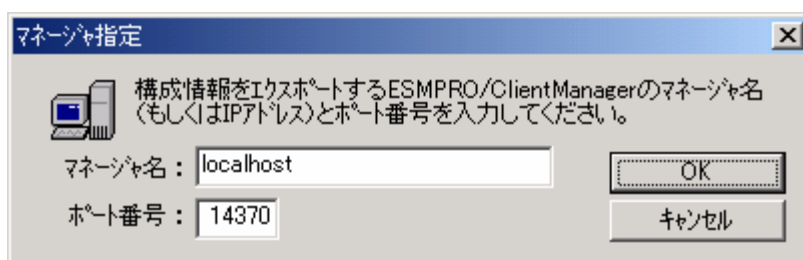 ﾏﾈｰｼﾞｬ指定
構成情報をｴｸｽﾎﾟｰﾄするESMPRO/ClientManagerのﾏﾈｰｼﾞｬ名
(もしくはIPｱﾄﾞﾚｽ)とﾎﾟｰﾄ番号を入力してください。
ﾏﾈｰｼﾞｬ名： localhost
OK
ﾎﾟｰﾄ番号： 14370
ｷｬﾝｾﾙ